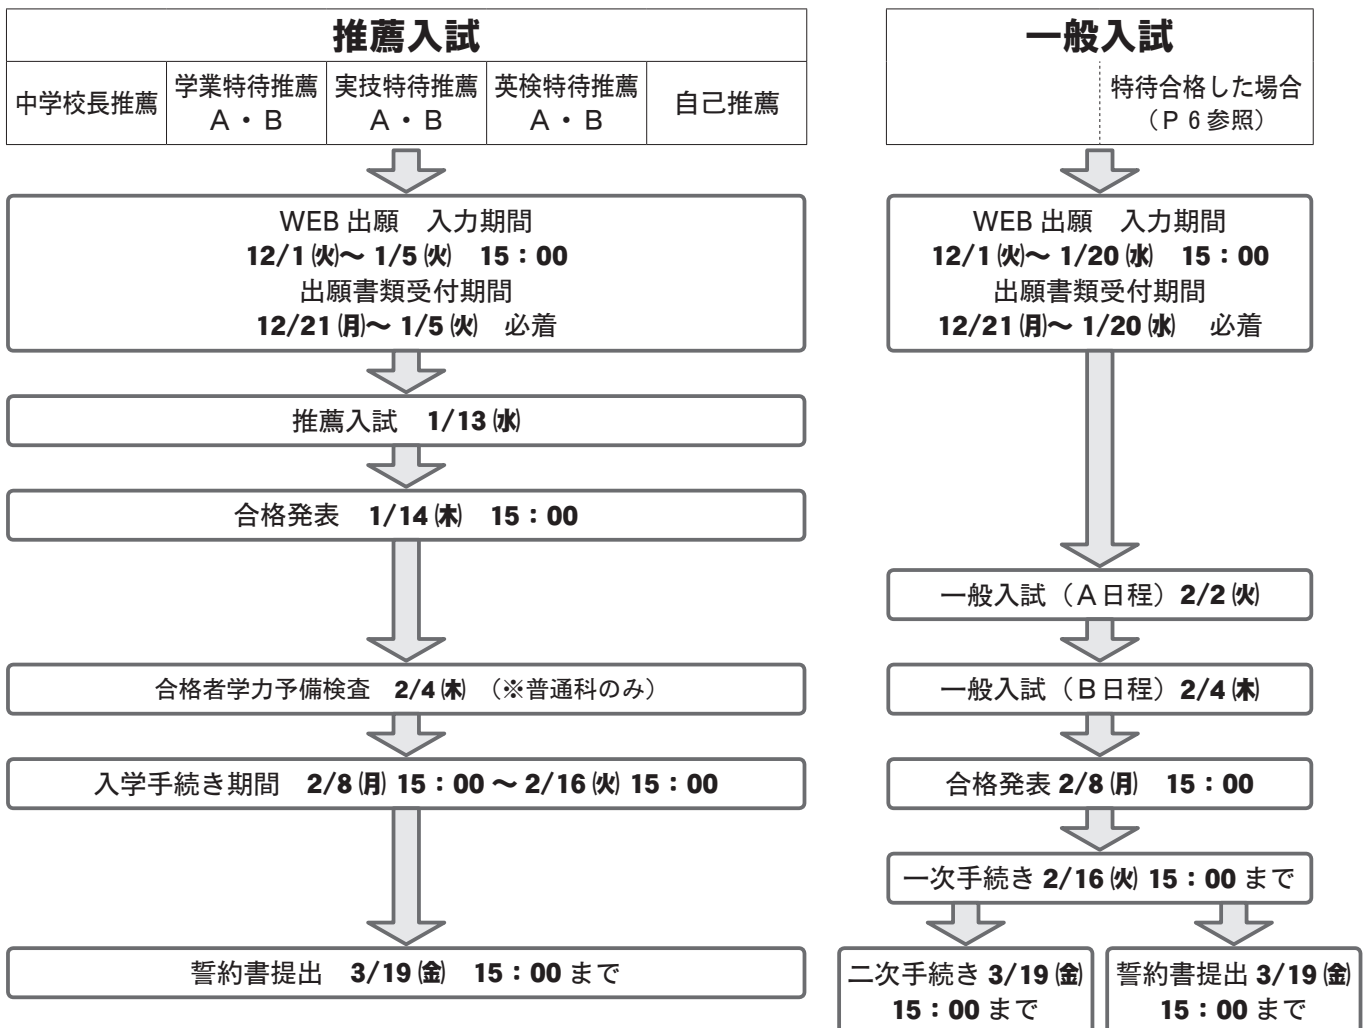 推薦入試
中学校長推薦
学業特待推薦
A・B
実技特待推薦
A・B
英検特待推薦
A・B
自己推薦
WEB 出願　入力期間
12/1㈫～ 1/5㈫　15：00
出願書類受付期間
12/21㈪～ 1/5㈫　必着
推薦入試　1/13㈬
合格発表　1/14㈭　15：00
合格者学力予備検査　2/4㈭　（※普通科のみ）
入学手続き期間　2/8㈪ 15：00 ～ 2/16㈫ 15：00
誓約書提出　3/19㈮　15：00 まで
一般入試
特待合格した場合
（P 6 参照）
WEB 出願　入力期間
12/1㈫～ 1/20㈬　15：00
出願書類受付期間
12/21㈪～ 1/20㈬　必着
一般入試（A日程）2/2㈫
一般入試（B日程）2/4㈭
合格発表 2/8㈪　15：00
一次手続き 2/16㈫ 15：00 まで
二次手続き 3/19㈮
15：00 まで
誓約書提出 3/19㈮
15：00 まで